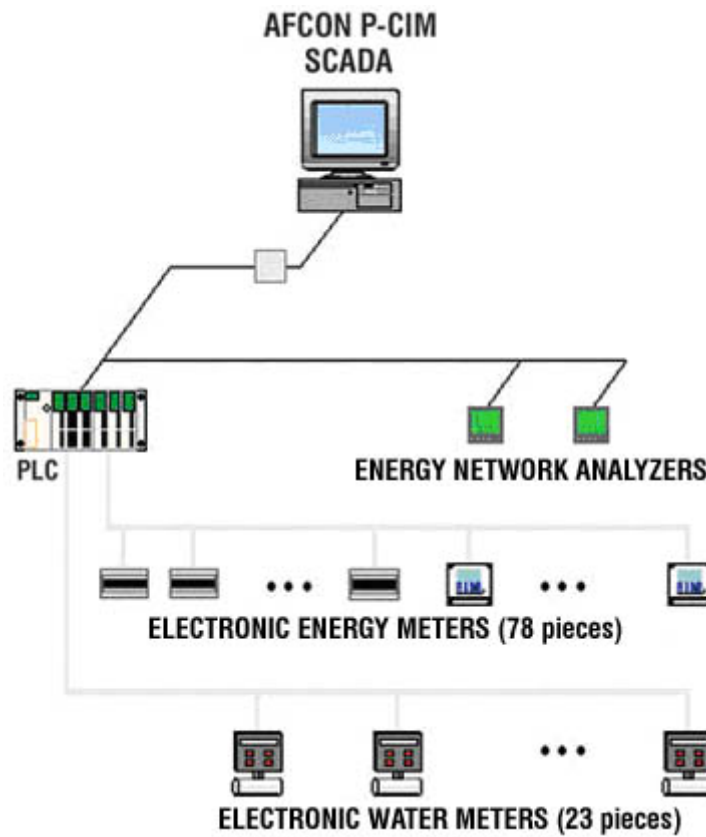 AFCON P-CIM
SCADA
PLC
ENERGY NETWORK ANALYZERS
ELECTRONIC ENERGY METERS (78 pieces)
ELECTRONIC WATER METERS (23 pieces)